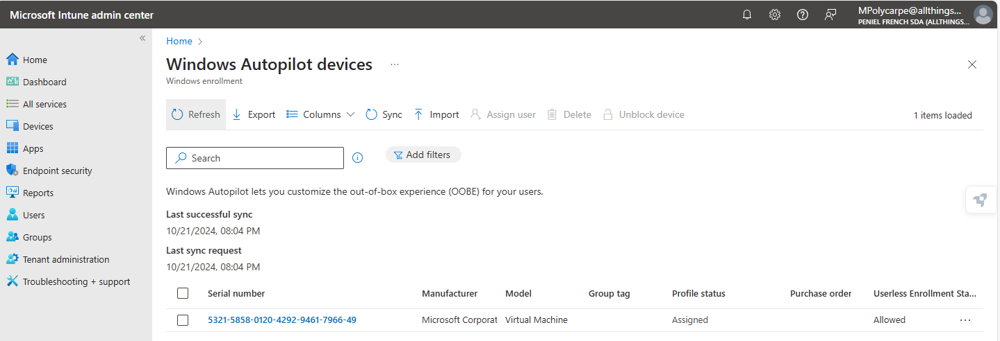 Microsoft Intune admin center
MPolycarpe@allthings...
PENIEL FRENCH SDA (ALLTHINGS...
Home
Dashboard
All services
Devices
Apps
Endpoint security
Reports
Users
Groups
Tenant administration
Troubleshooting + support
Home
Windows Autopilot devices
Windows enrollment
Refresh Export Columns Sync Import Assign user Delete Unblock device 1 items loaded
Search Add filters
Windows Autopilot lets you customize the out-of-box experience (OOBE) for your users.
Last successful sync
10/21/2024, 08:04 PM
Last sync request
10/21/2024, 08:04 PM
Serial number Manufacturer Model Group tag Profile status Purchase order Userless Enrollment Sta...
5321-5858-0120-4292-9461-7966-49 Microsoft Corporat Virtual Machine Assigned Allowed ...